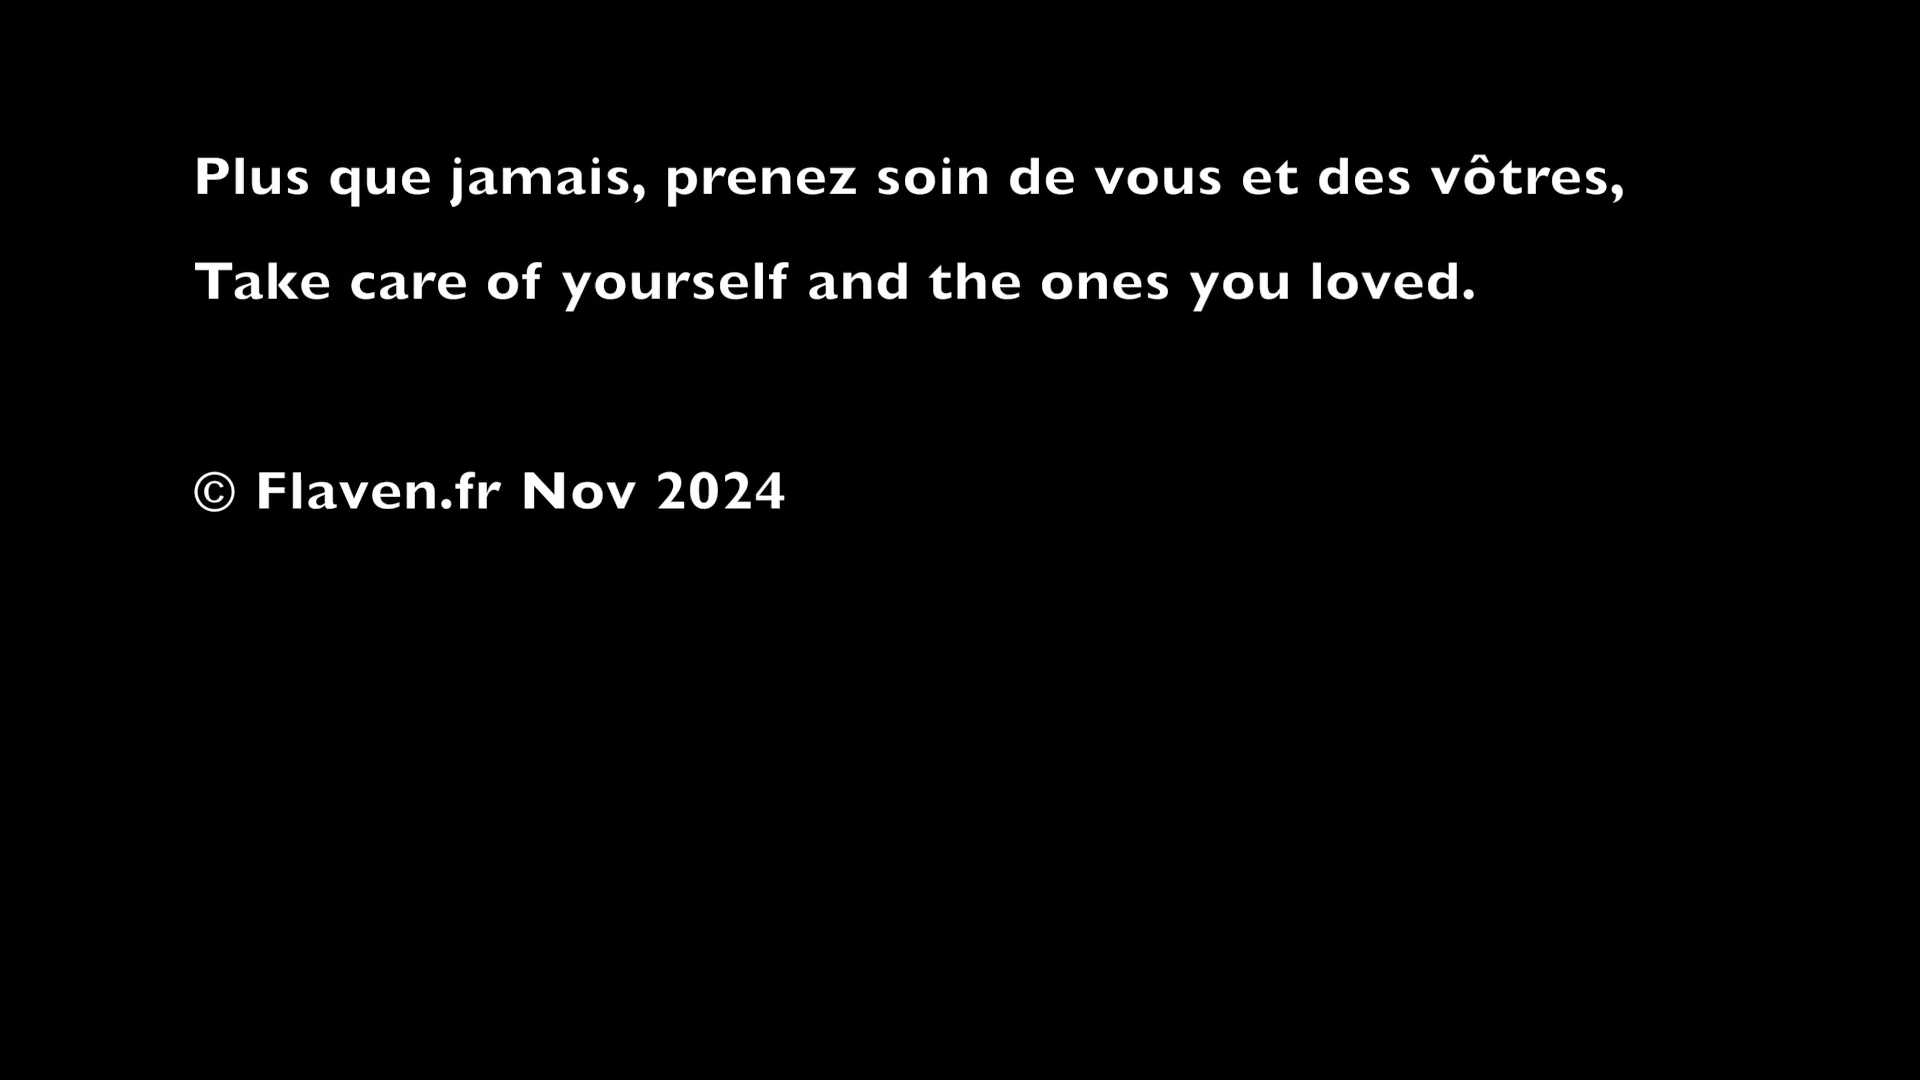 Plus que jamais, prenez soin de vous et des vôtres,
Take care of yourself and the ones you loved.
© Flaven.fr Nov 2024